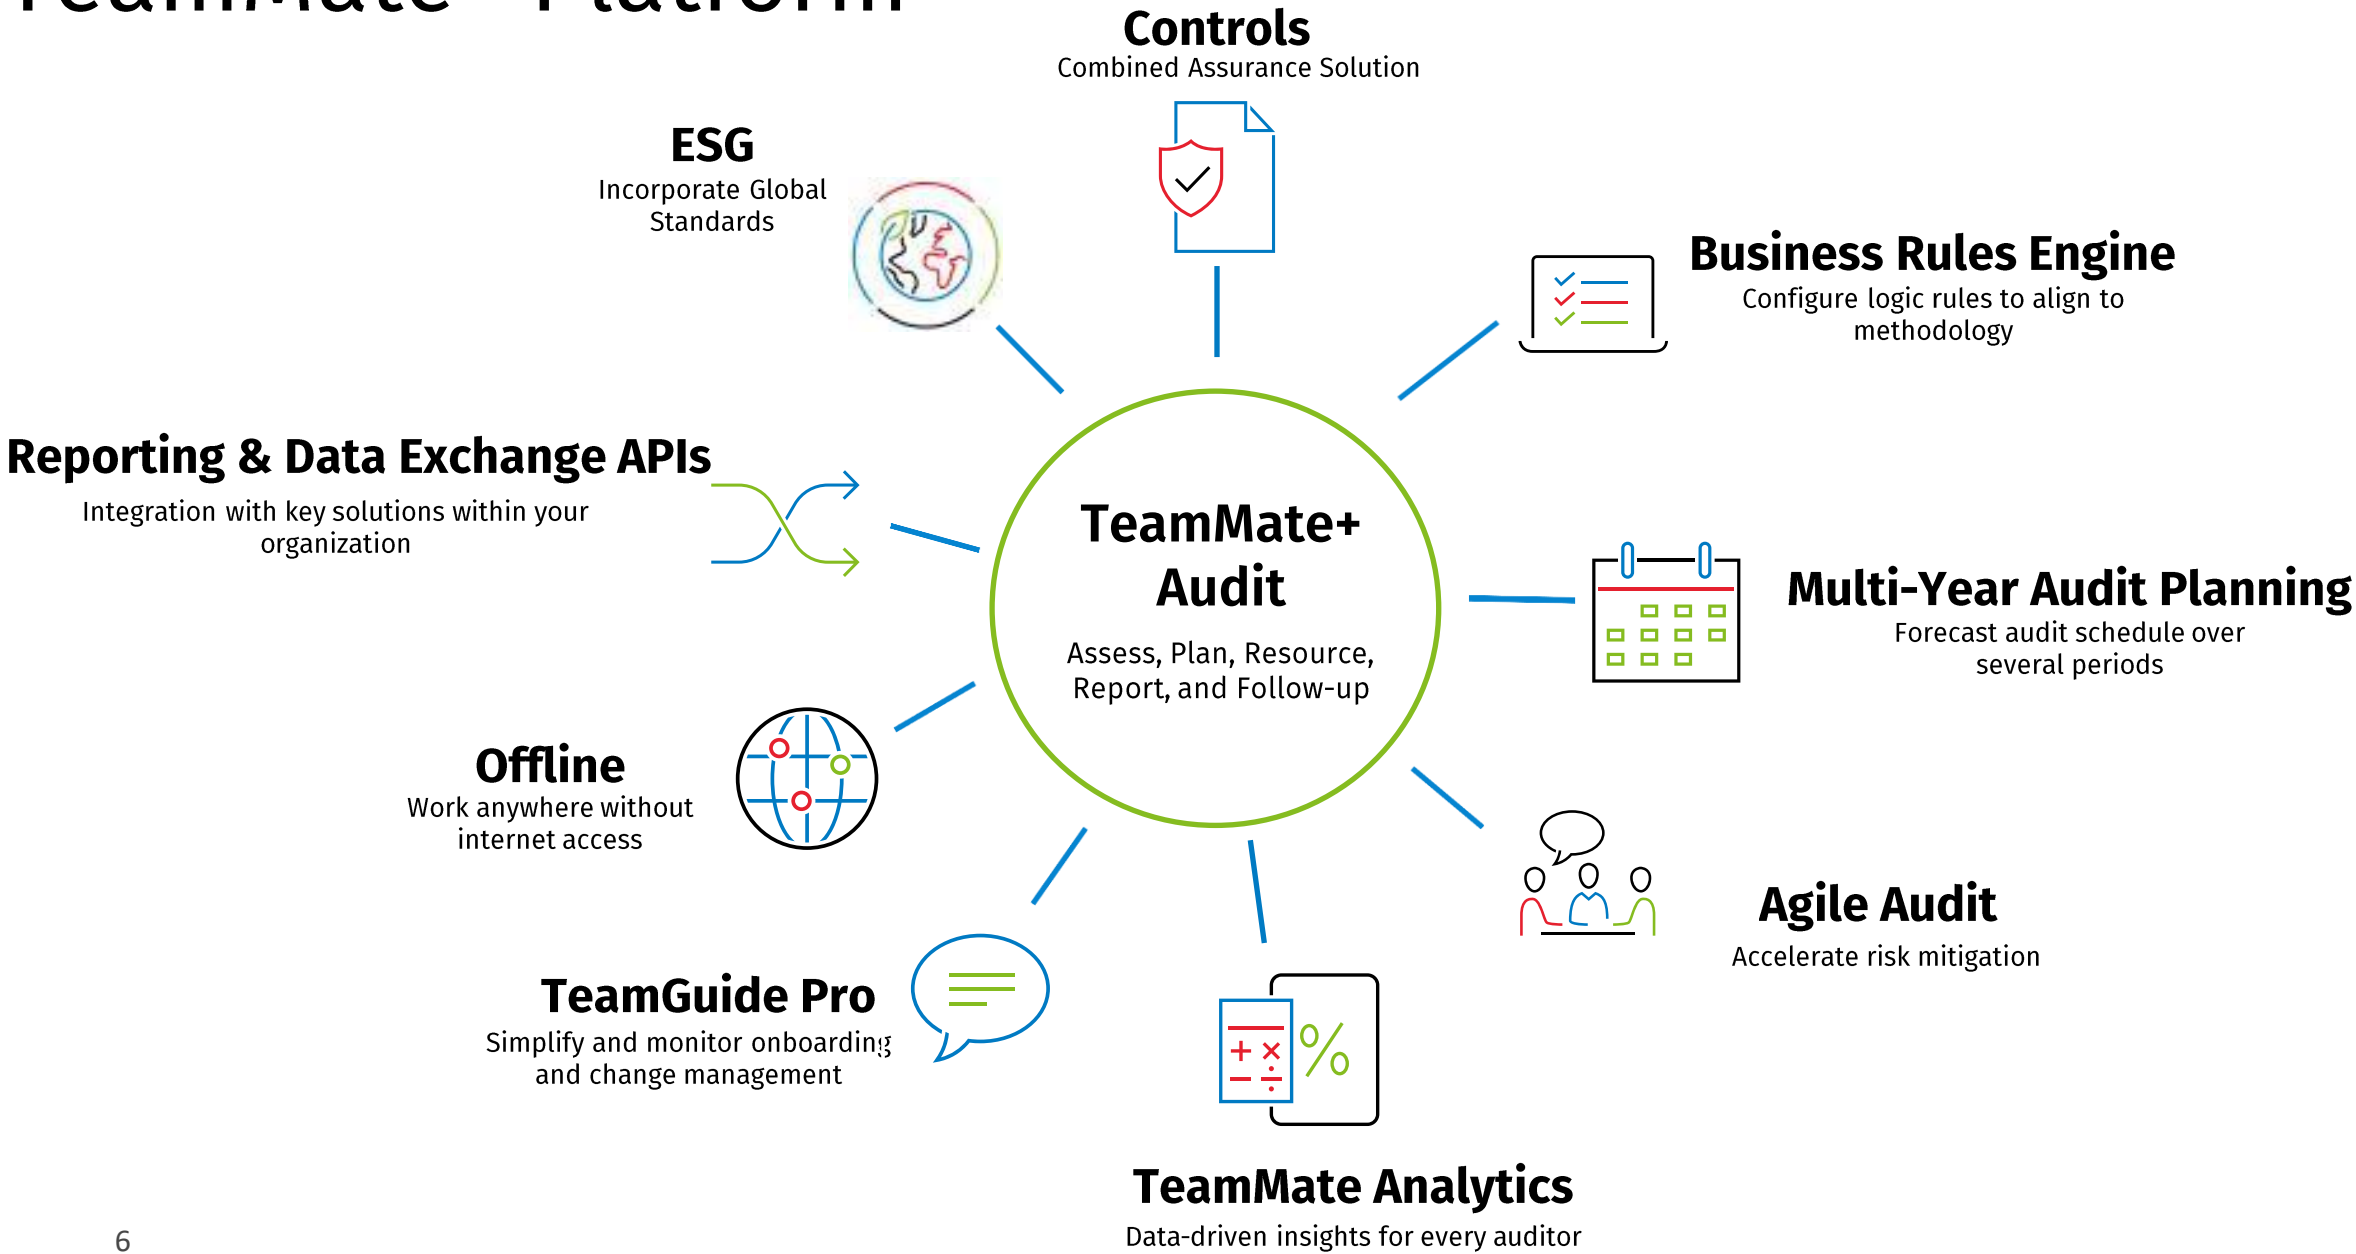 TeamMate Platform
Controls
Combined Assurance Solution
ESG
Incorporate Global
Standards
Business Rules Engine
Configure logic rules to align to
methodology
Reporting & Data Exchange APIs
Integration with key solutions within your
organization
TeamMate+
Audit
Assess, Plan, Resource,
Report, and Follow-up
Multi-Year Audit Planning
Forecast audit schedule over
several periods
Offline
Work anywhere without
internet access
Agile Audit
Accelerate risk mitigation
TeamGuide Pro
Simplify and monitor onboarding
and change management
+ ×
− ÷
%
TeamMate Analytics
Data-driven insights for every auditor
6